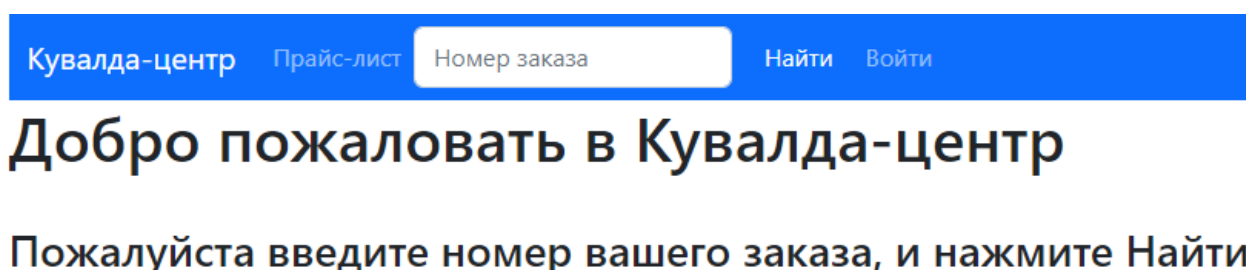 Кувалда-центр Прайс-лист Номер заказа Найти Войти
Добро пожаловать в Кувалда-центр
Пожалуйста введите номер вашего заказа, и нажмите Найти